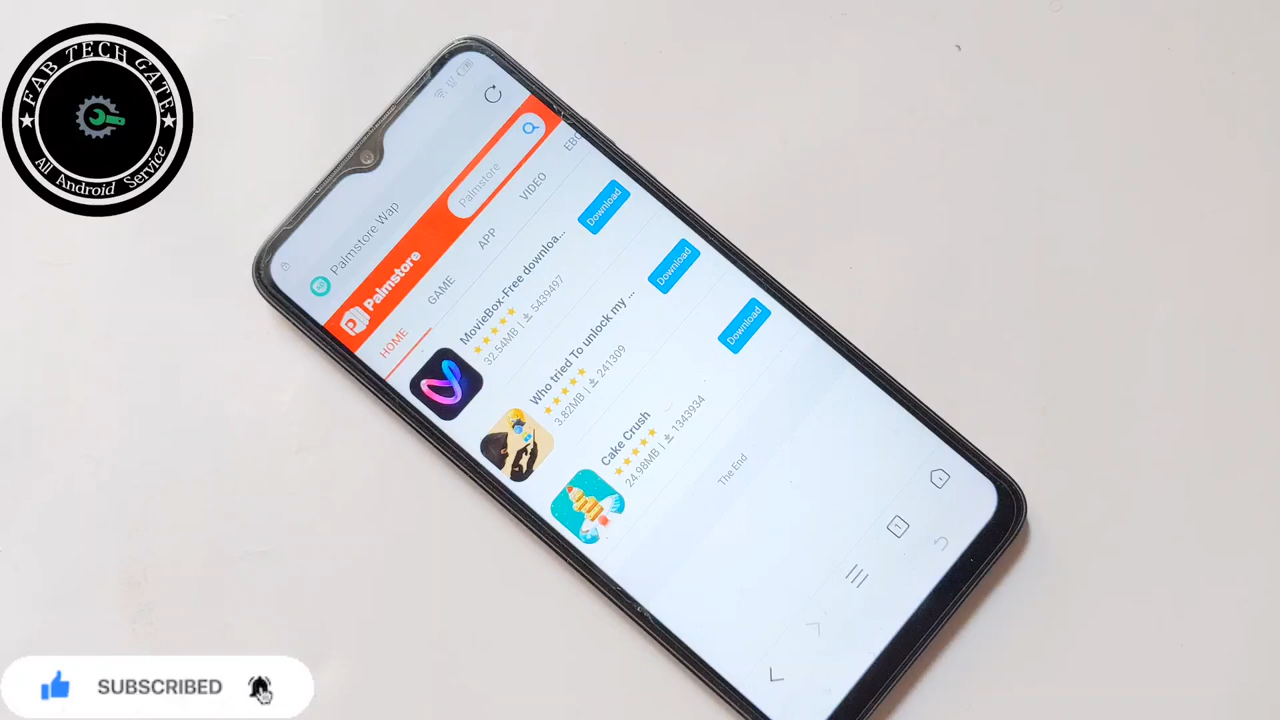 FAB TECH GATE
All Android Service
Palmstore Wap
Palmstore
Palmstore
HOME
GAME
APP
VIDEO
EBO
MovieBox-Free downloa...
32.54MB | 5439497
Download
Who tried To unlock my ...
3.82MB | 241309
Download
Cake Crush
24.98MB | 1343934
Download
The End
1
SUBSCRIBED